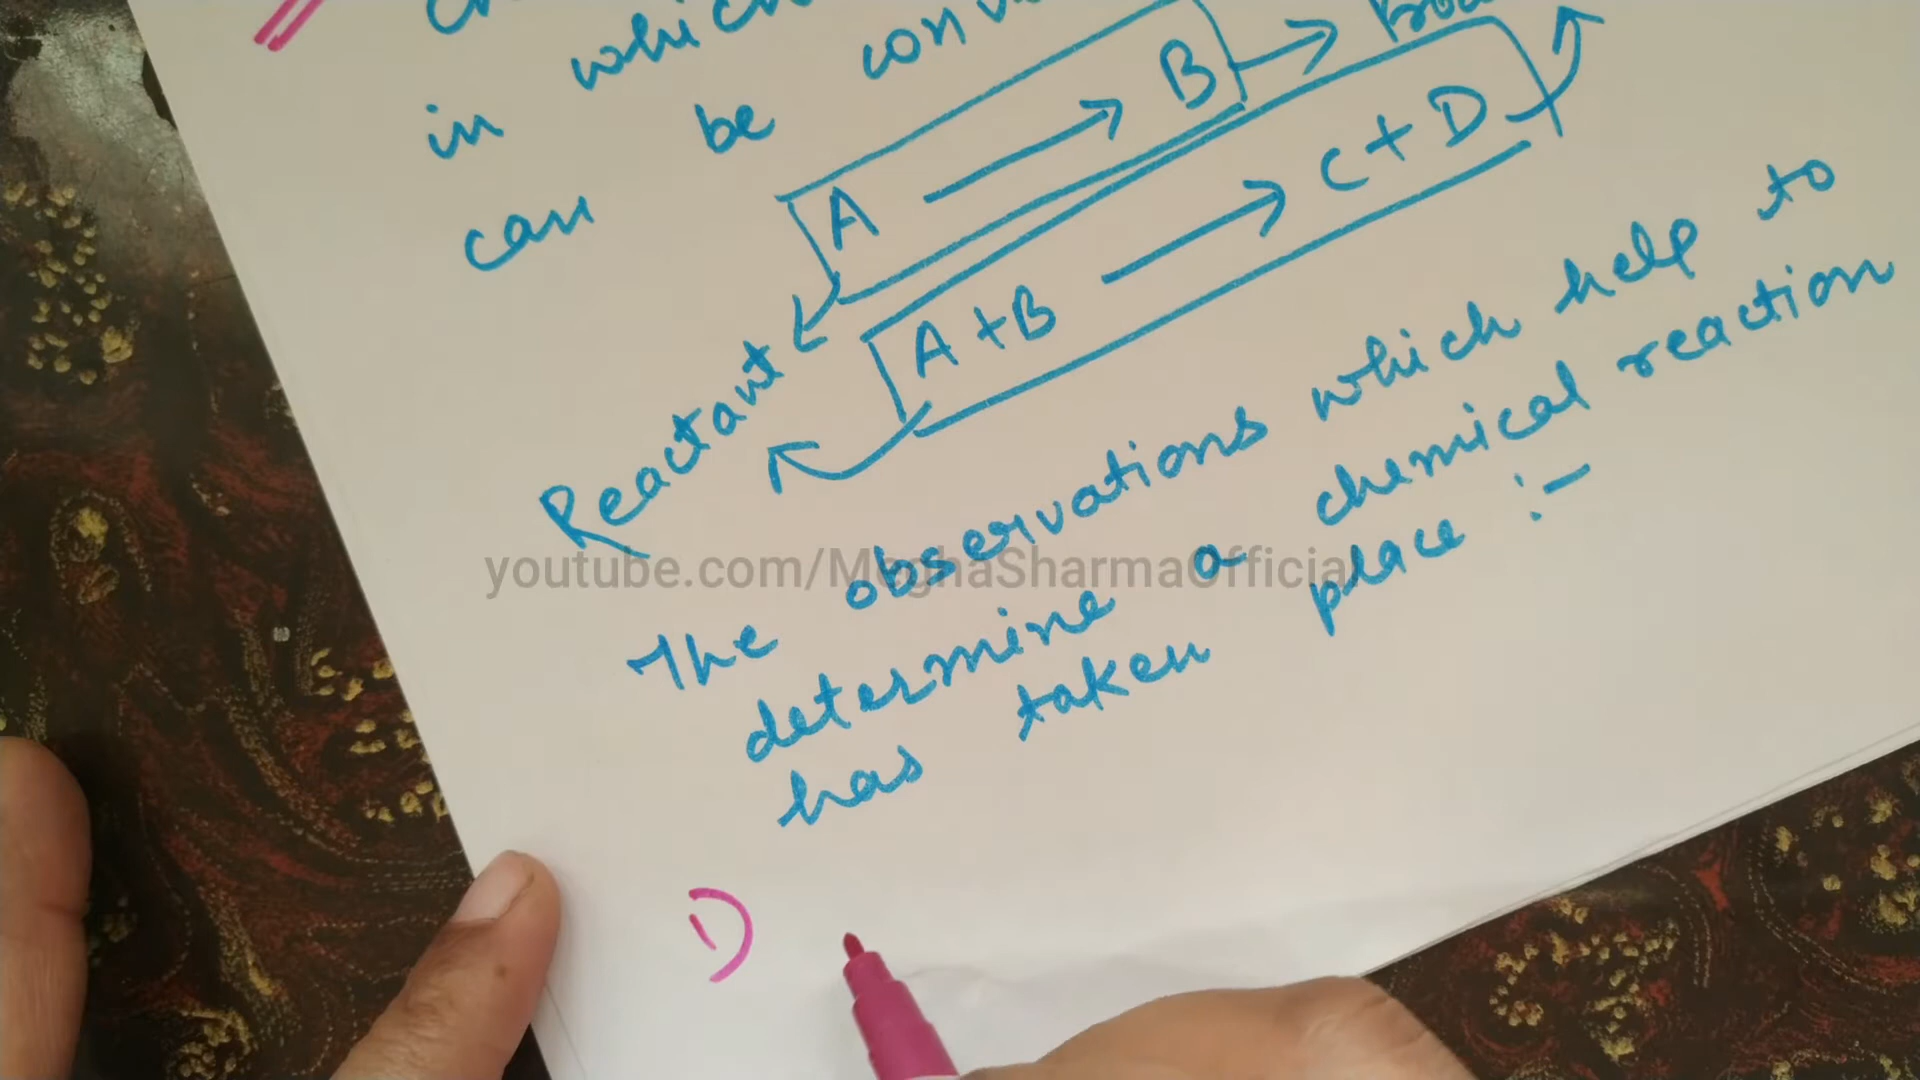 in which
can be
A → B →
A + B → C + D
Reactant
The observations which help to
determine a chemical reaction
has taken place :-
1)
youtube.com/MeghaSharmaOfficial